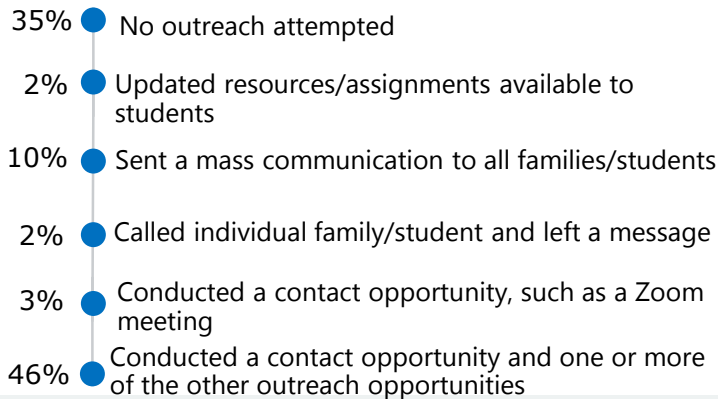 35% No outreach attempted
2% Updated resources/assignments available to
students
10% Sent a mass communication to all families/students
2% Called individual family/student and left a message
3% Conducted a contact opportunity, such as a Zoom
meeting
46% Conducted a contact opportunity and one or more
of the other outreach opportunities